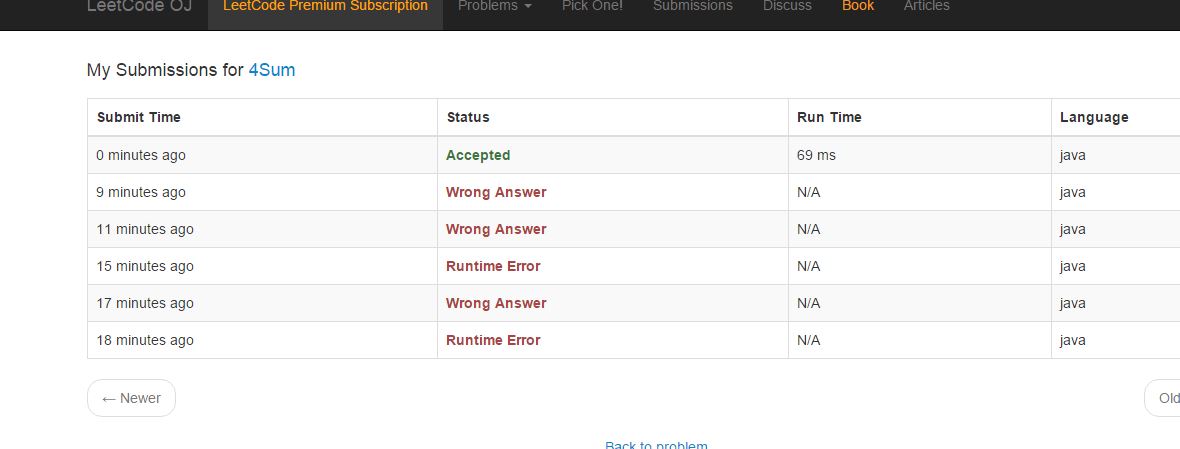 LeetCode OJ LeetCode Premium Subscription Problems Pick One! Submissions Discuss Book Articles
My Submissions for 4Sum
Submit Time Status Run Time Language
0 minutes ago Accepted 69 ms java
9 minutes ago Wrong Answer N/A java
11 minutes ago Wrong Answer N/A java
15 minutes ago Runtime Error N/A java
17 minutes ago Wrong Answer N/A java
18 minutes ago Runtime Error N/A java
← Newer Old
Back to problem